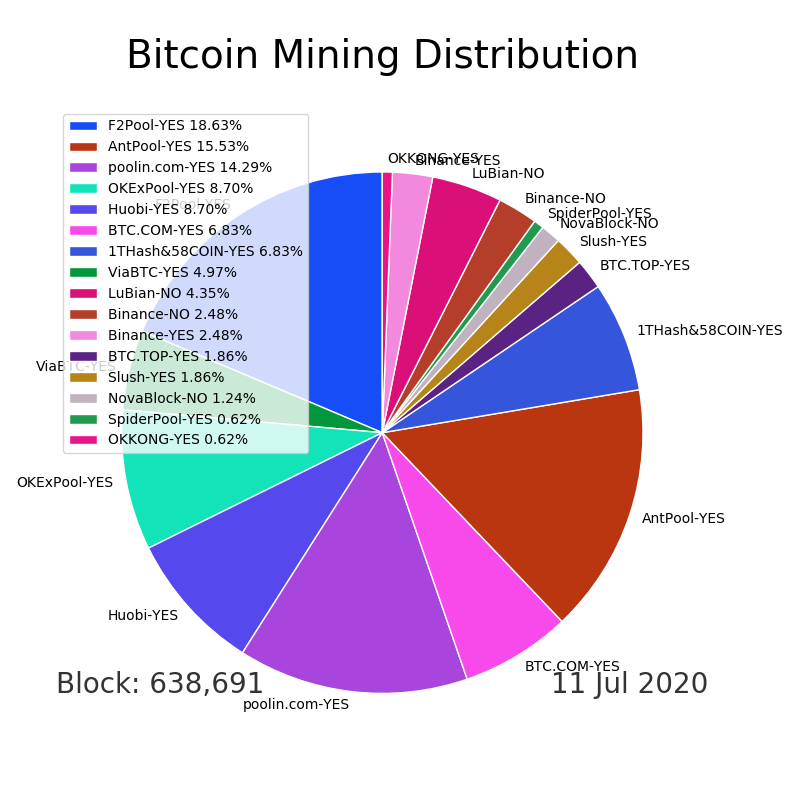 Bitcoin Mining Distribution
F2Pool-YES 18.63%
AntPool-YES 15.53%
poolin.com-YES 14.29%
OKExPool-YES 8.70%
Huobi-YES 8.70%
BTC.COM-YES 6.83%
1THash&58COIN-YES 6.83%
ViaBTC-YES 4.97%
LuBian-NO 4.35%
Binance-NO 2.48%
Binance-YES 2.48%
BTC.TOP-YES 1.86%
Slush-YES 1.86%
NovaBlock-NO 1.24%
SpiderPool-YES 0.62%
OKKONG-YES 0.62%
OKKONG-YES
Binance-YES
LuBian-NO
Binance-NO
SpiderPool-YES
NovaBlock-NO
Slush-YES
BTC.TOP-YES
1THash&58COIN-YES
AntPool-YES
BTC.COM-YES
poolin.com-YES
Huobi-YES
OKExPool-YES
ViaBTC-YES
F2Pool-YES
Block: 638,691
11 Jul 2020